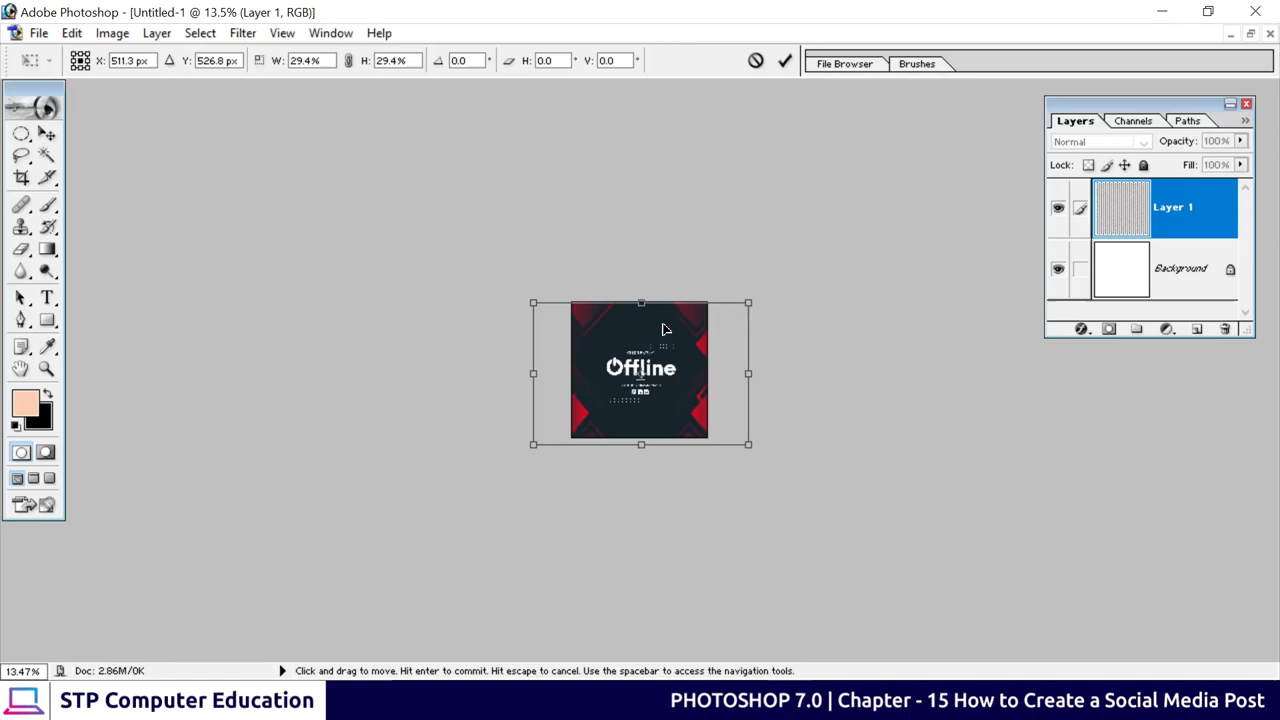 Adobe Photoshop - [Untitled-1 @ 13.5% (Layer 1, RGB)]
File Edit Image Layer Select Filter View Window Help
X: 511.3 px Y: 526.8 px W: 29.4% H: 29.4% 0.0 ° H: 0.0 ° V: 0.0 °
File Browser Brushes
Layers Channels Paths
Normal Opacity: 100%
Lock: Fill: 100%
Layer 1
Background
Offline
13.47% Doc: 2.86M/0K Click and drag to move. Hit enter to commit. Hit escape to cancel. Use the spacebar to access the navigation tools.
STP Computer Education PHOTOSHOP 7.0 | Chapter - 15 How to Create a Social Media Post